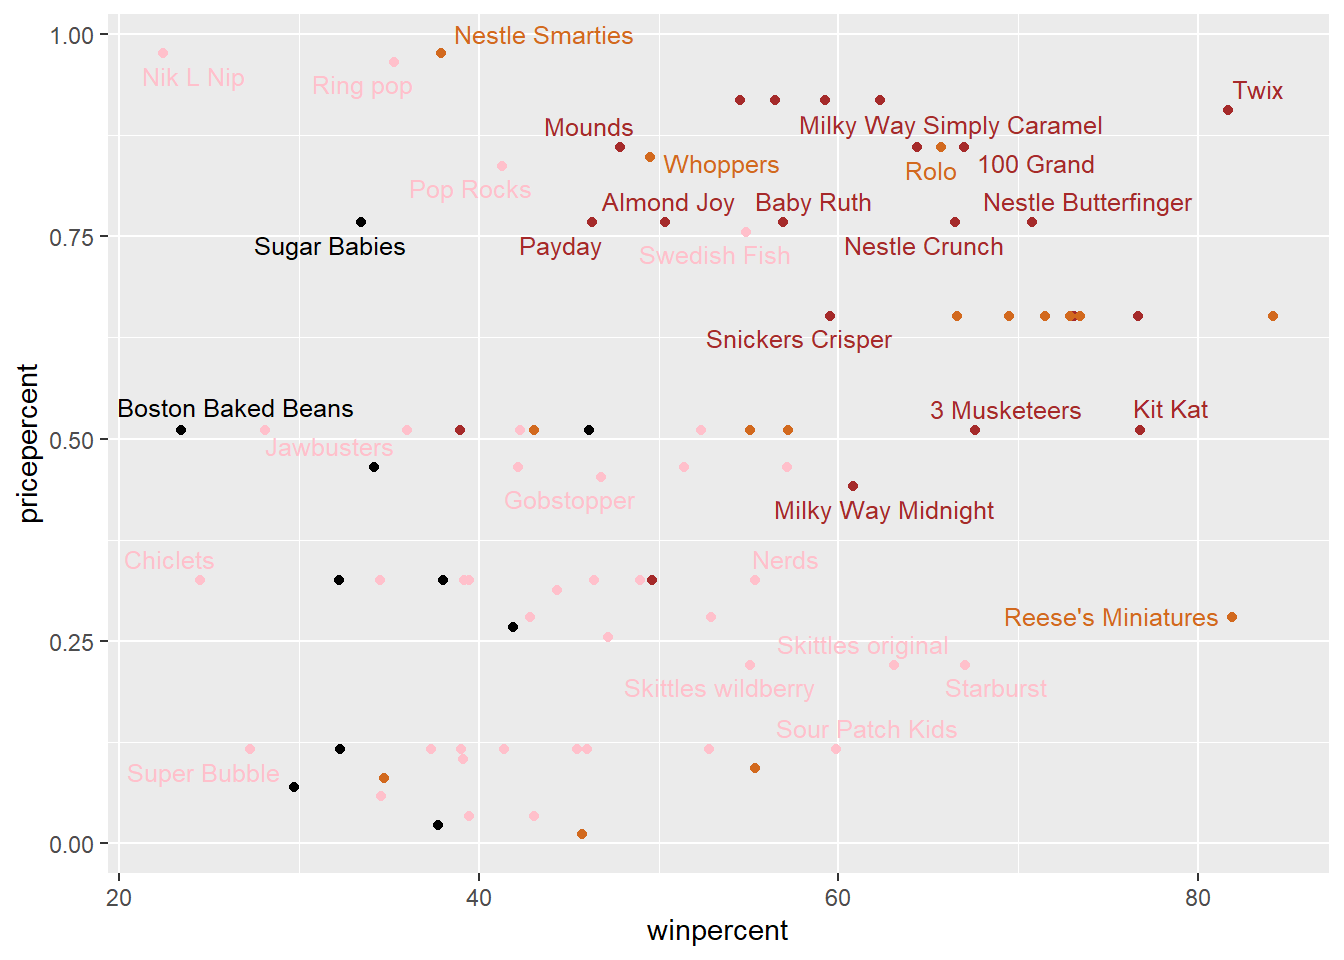 1.00
Nestle Smarties
Nik L Nip
Ring pop
Twix
Mounds
Milky Way Simply Caramel
Whoppers
Rolo
100 Grand
Pop Rocks
Almond Joy
Baby Ruth
Nestle Butterfinger
0.75
Sugar Babies
Payday
Swedish Fish
Nestle Crunch
Snickers Crisper
Boston Baked Beans
3 Musketeers
Kit Kat
0.50
Jawbusters
Gobstopper
Milky Way Midnight
pricepercent
Chiclets
Nerds
Reese's Miniatures
0.25
Skittles original
Skittles wildberry
Starburst
Sour Patch Kids
Super Bubble
0.00
20
40
60
80
winpercent